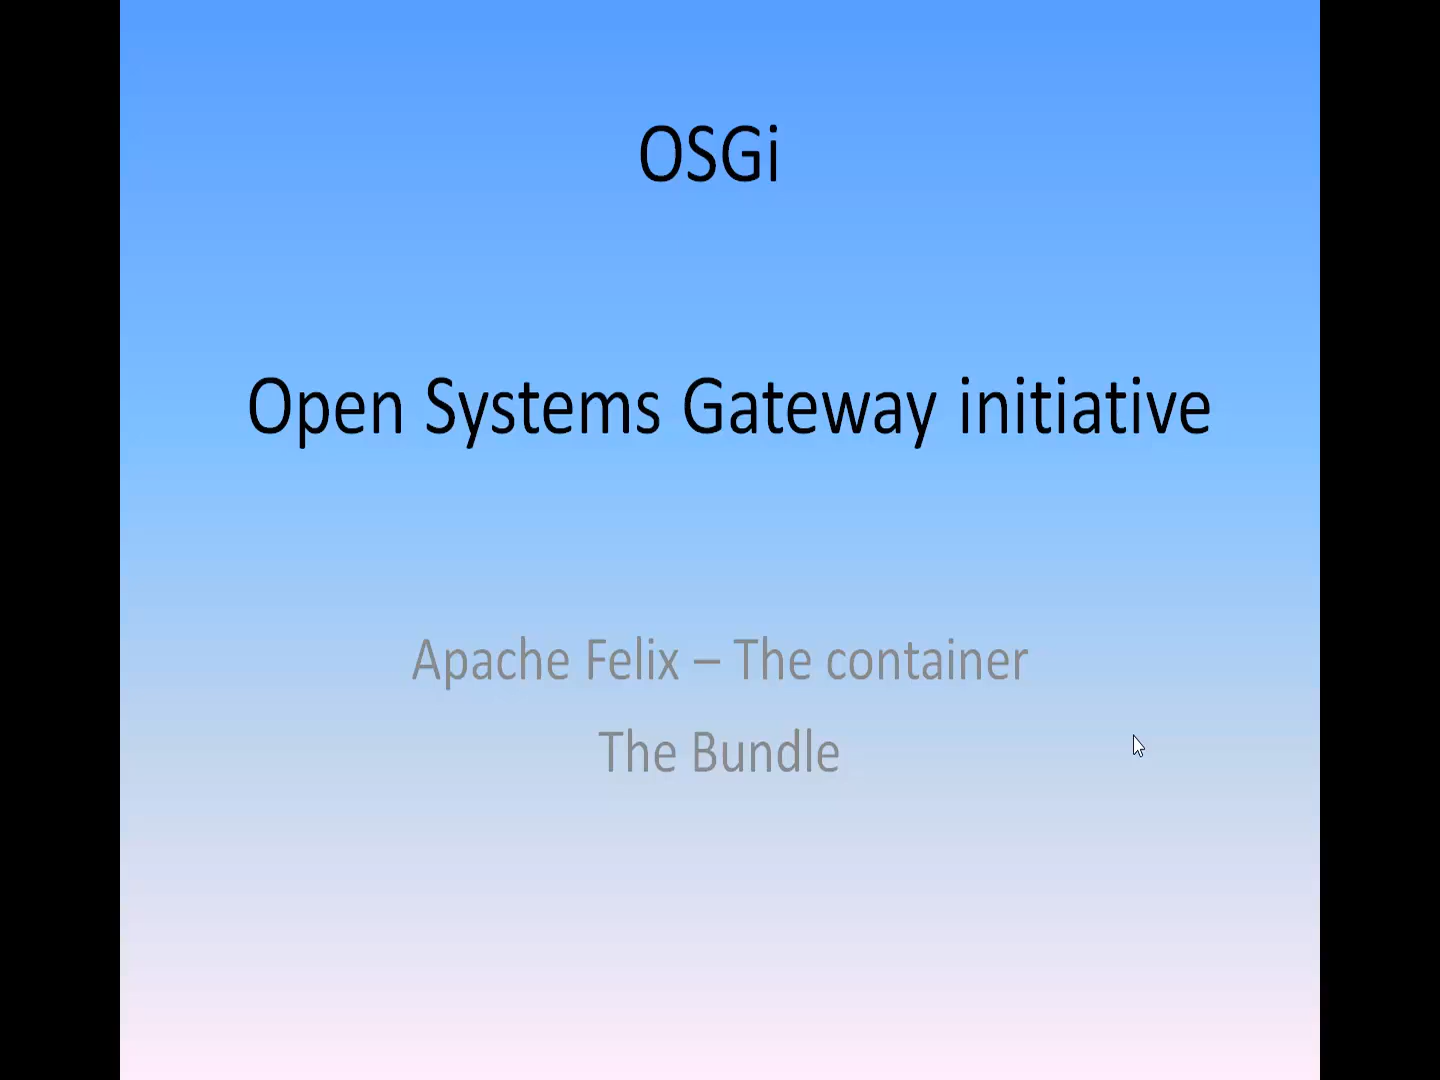 OSGi
Open Systems Gateway initiative
Apache Felix – The container
The Bundle